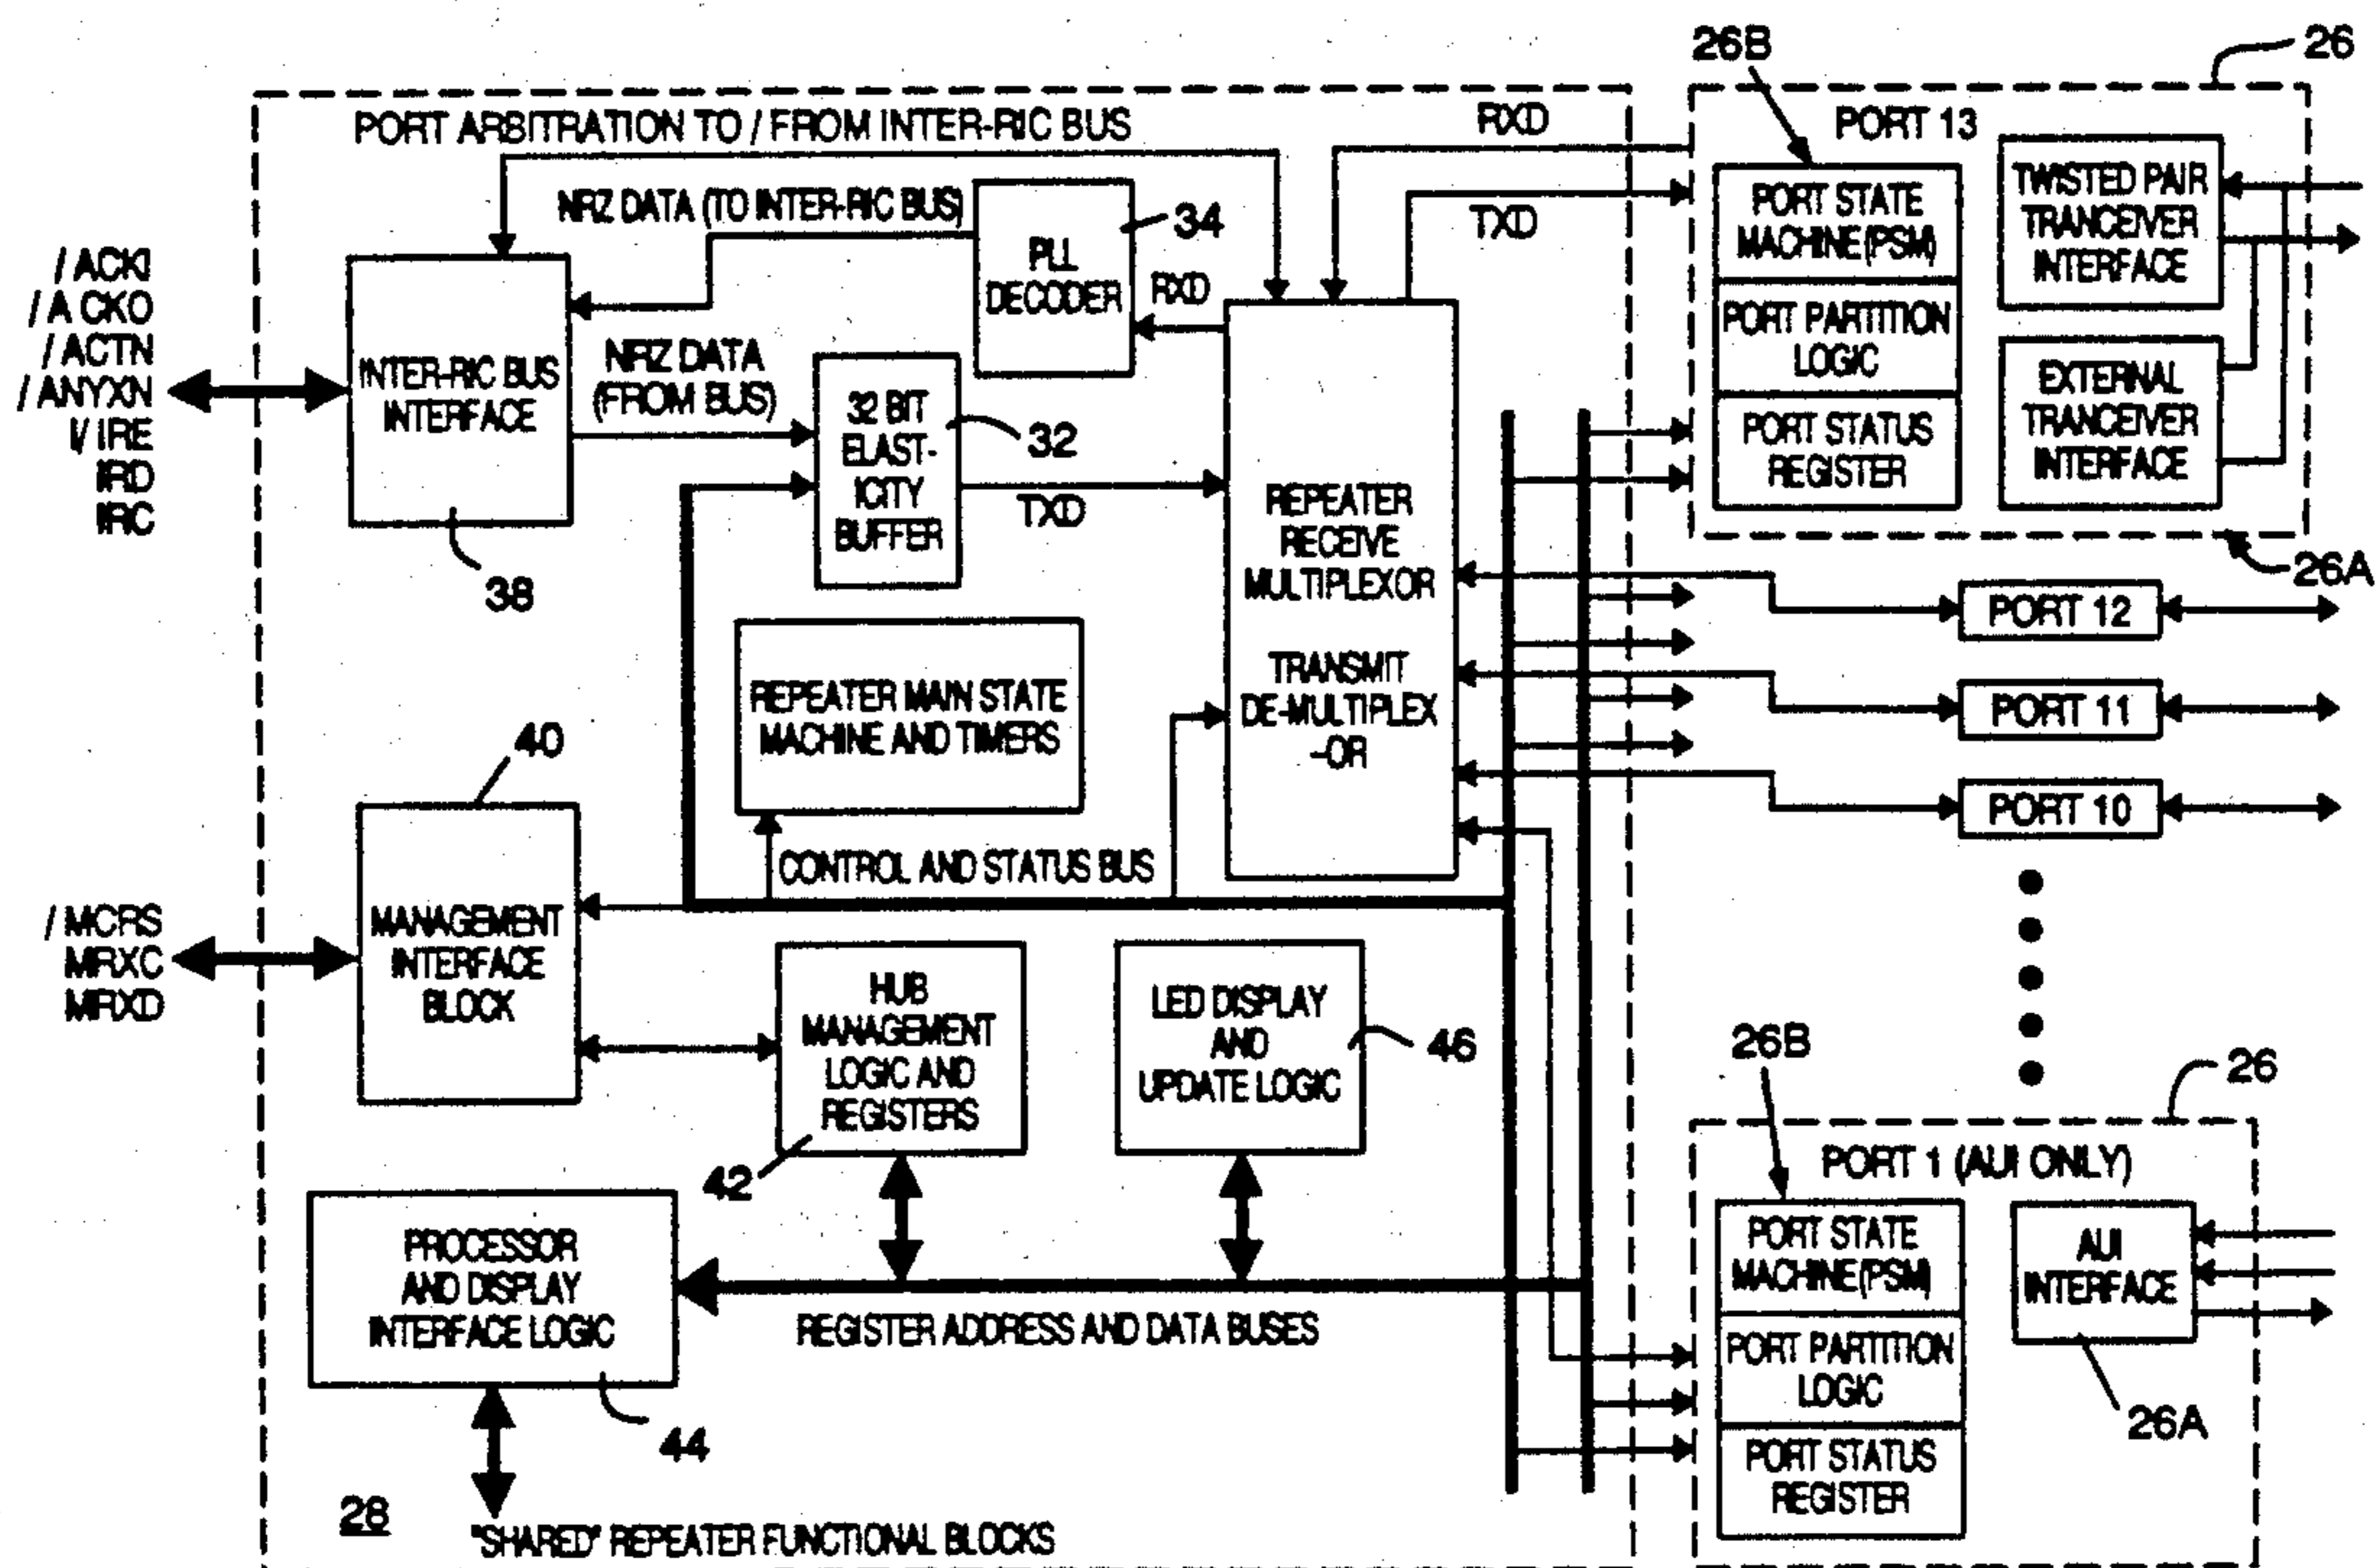 26B
26
PORT ARBITRATION TO / FROM INTER-RIC BUS
RXD
PORT 13
NRZ DATA (TO INTER-RIC BUS)
34
TXD
PORT STATE
MACHINE (PSM)
TWISTED PAIR
TRANCEIVER
INTERFACE
/ ACKI
/ ACKO
/ ACTN
/ ANYXN
I/ IRE
IRD
IRC
PLL
DECODER
RXD
PORT PARTITION
LOGIC
INTER-RIC BUS
INTERFACE
NRZ DATA
(FROM BUS)
32 BIT
ELAST-
ICITY
BUFFER
32
EXTERNAL
TRANCEIVER
INTERFACE
PORT STATUS
REGISTER
TXD
REPEATER
RECEIVE
MULTIPLEXOR
38
26A
PORT 12
TRANSMIT
DE-MULTIPLEX
-OR
REPEATER MAIN STATE
MACHINE AND TIMERS
PORT 11
40
PORT 10
CONTROL AND STATUS BUS
/ MCRS
MRXC
MRXD
MANAGEMENT
INTERFACE
BLOCK
HUB
MANAGEMENT
LOGIC AND
REGISTERS
LED DISPLAY
AND
UPDATE LOGIC
46
26B
26
42
PORT 1 (AUI ONLY)
PORT STATE
MACHINE (PSM)
AUI
INTERFACE
PROCESSOR
AND DISPLAY
INTERFACE LOGIC
REGISTER ADDRESS AND DATA BUSES
PORT PARTITION
LOGIC
26A
44
PORT STATUS
REGISTER
28
"SHARED" REPEATER FUNCTIONAL BLOCKS